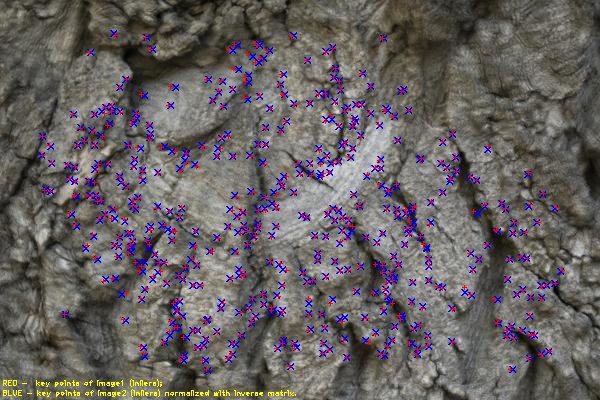 RED - key points of image1 (inliers);
BLUE - key points of image2 (inliers) normalized with inverse matrix.